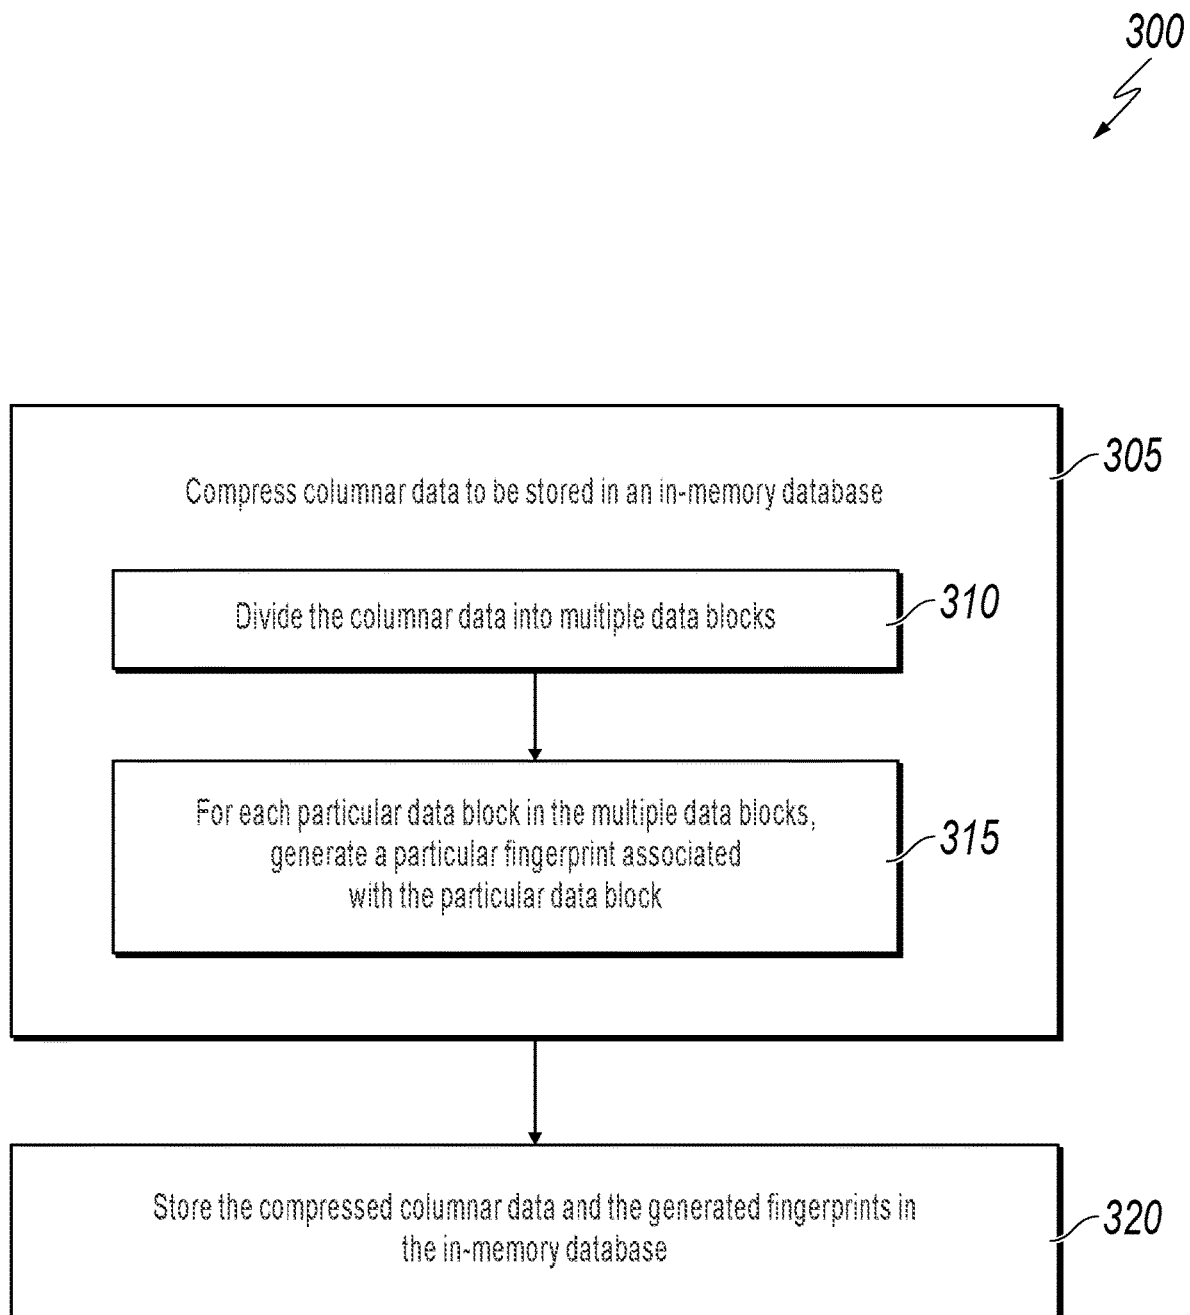 300
Compress columnar data to be stored in an in-memory database
305
Divide the columnar data into multiple data blocks
310
For each particular data block in the multiple data blocks,
generate a particular fingerprint associated
with the particular data block
315
Store the compressed columnar data and the generated fingerprints in
the in-memory database
320